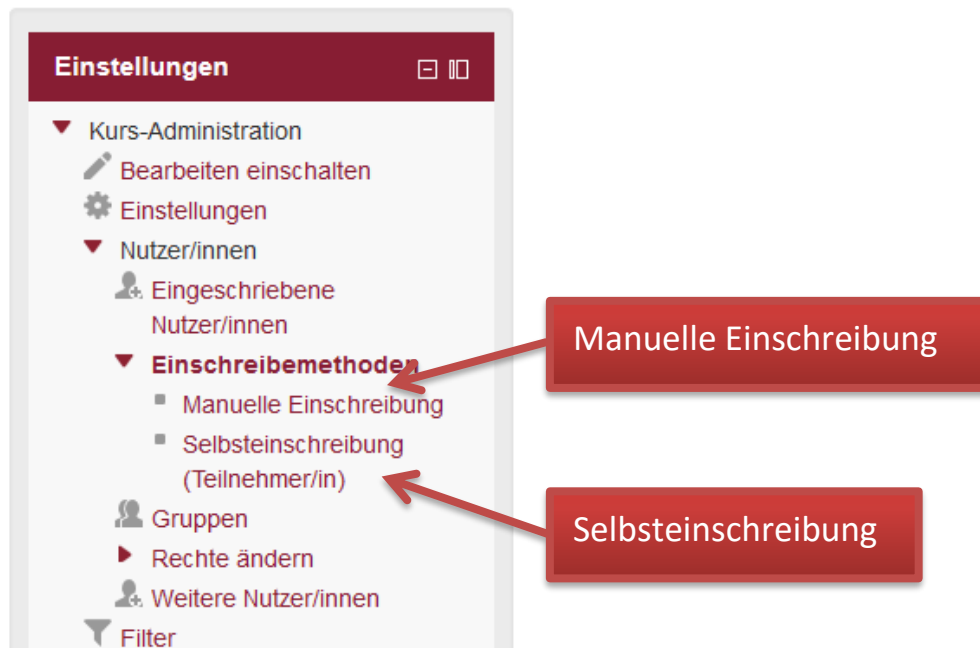 Einstellungen
Kurs-Administration
Bearbeiten einschalten
Einstellungen
Nutzer/innen
Eingeschriebene
Nutzer/innen
Einschreibemethoden
Manuelle Einschreibung
Selbsteinschreibung
(Teilnehmer/in)
Gruppen
Rechte ändern
Weitere Nutzer/innen
Filter
Manuelle Einschreibung
Selbsteinschreibung